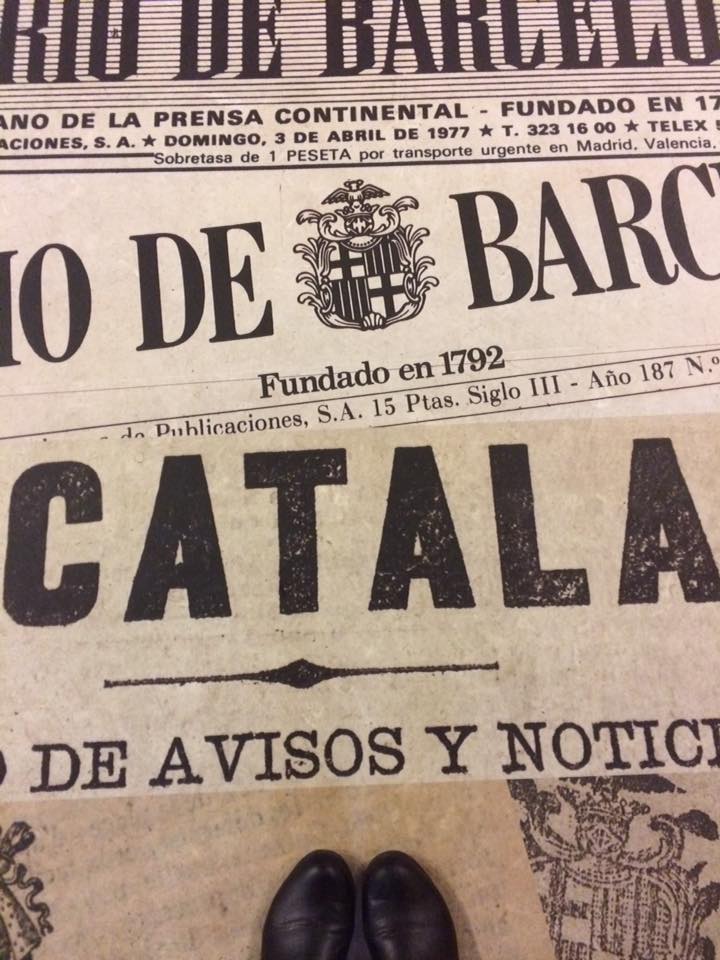 RIO DE BARCELO
ANO DE LA PRENSA CONTINENTAL - FUNDADO EN 17
ACIONES, S. A. ★ DOMINGO, 3 DE ABRIL DE 1977 ★ T. 323 16 00 ★ TELEX
Sobretasa de 1 PESETA por transporte urgente en Madrid, Valencia,
IO DE BARC
Fundado en 1792
de Publicaciones, S.A. 15 Ptas. Siglo III - Año 187 N.º
CATALA
O DE AVISOS Y NOTICI